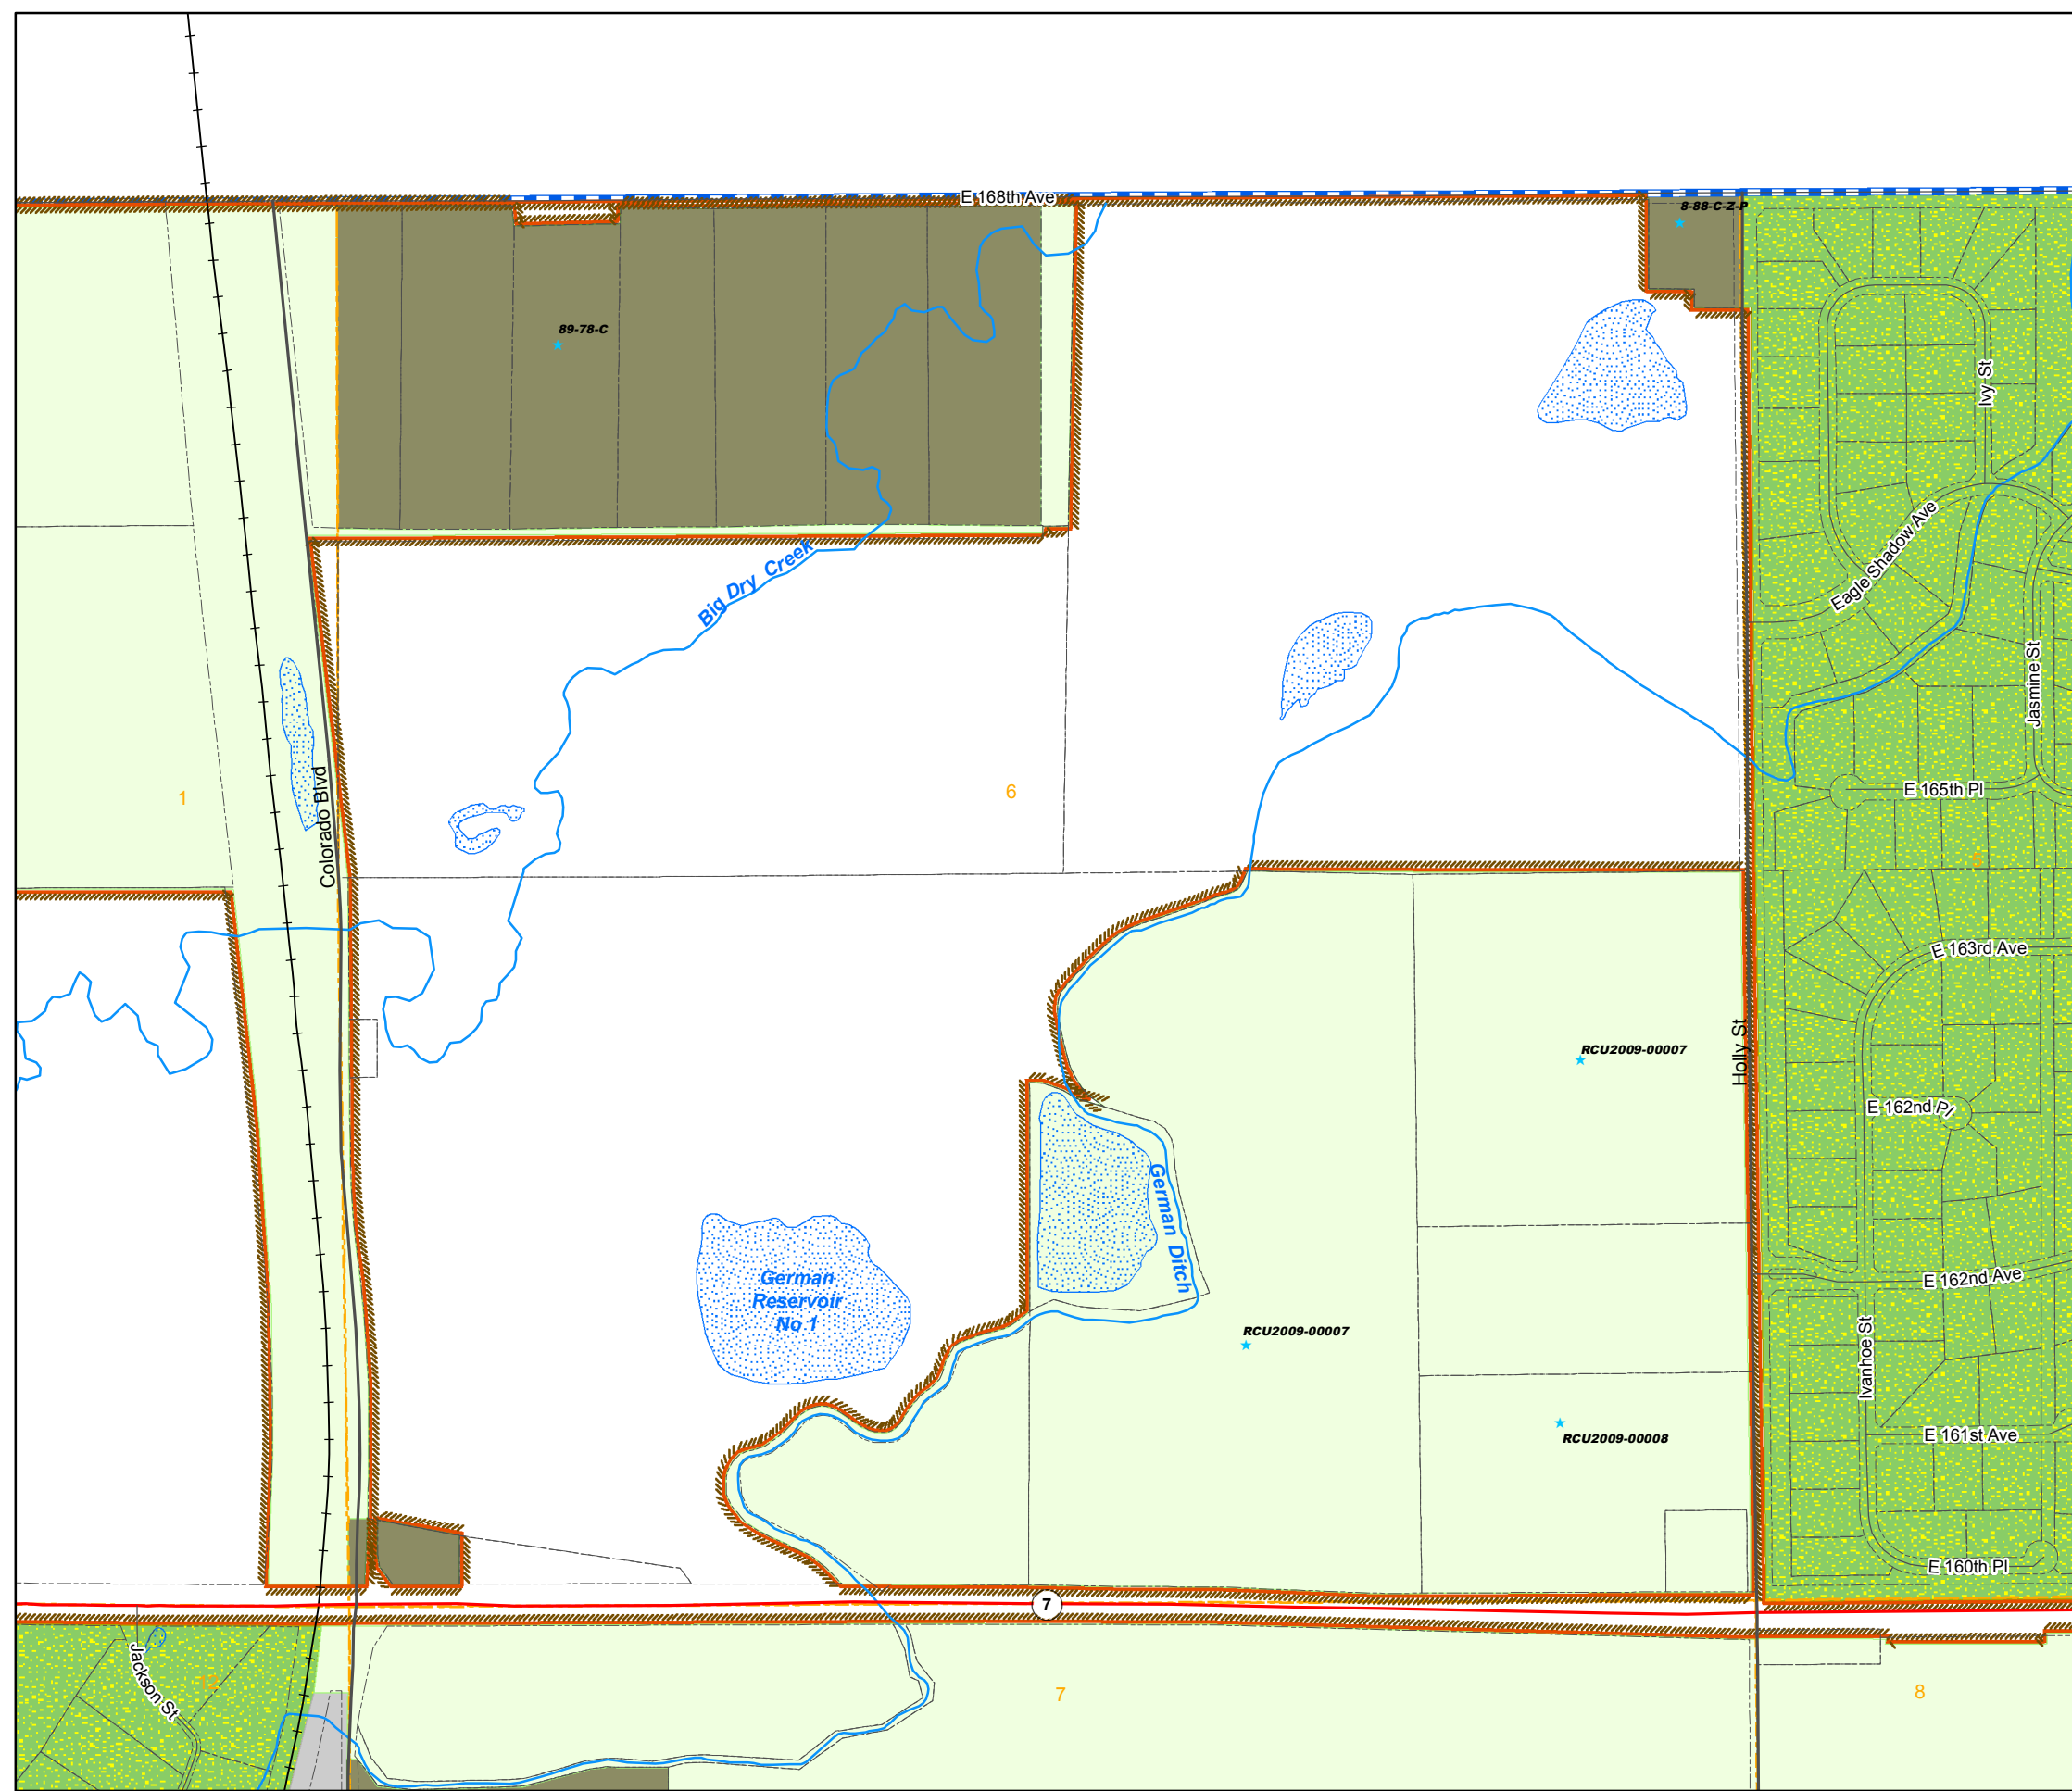 E 168th Ave
8-88-C-Z-P
89-78-C
Ivy St
Eagle Shadow Ave
Big Dry Creek
Jasmine St
1
6
E 165th Pl
Colorado Blvd
5
E 163rd Ave
RCU2009-00007
Holly St
E 162nd Pl
German Ditch
German
Reservoir
No 1
E 162nd Ave
RCU2009-00007
Ivanhoe St
RCU2009-00008
E 161st Ave
E 160th Pl
7
Jackson St
12
7
8